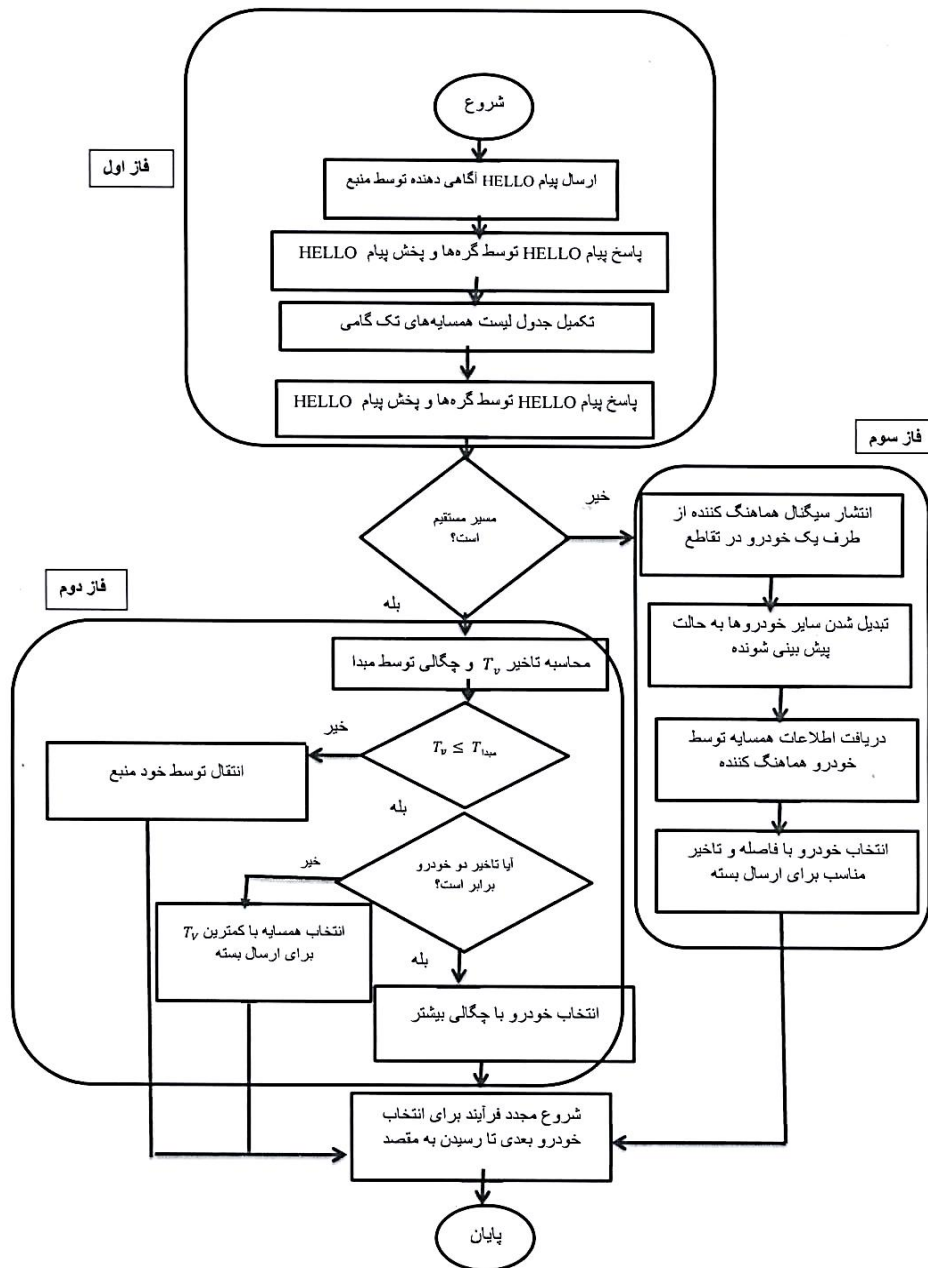 شروع
فاز اول
ارسال پیام HELLO آگاهی دهنده توسط منبع
پاسخ پیام HELLO توسط گره‌ها و پخش پیام HELLO
تکمیل جدول لیست همسایه‌های تک گامی
پاسخ پیام HELLO توسط گره‌ها و پخش پیام HELLO
فاز سوم
مسیر مستقیم
است؟
خیر
انتشار سیگنال هماهنگ کننده از
طرف یک خودرو در تقاطع
فاز دوم
بله
تبدیل شدن سایر خودروها به حالت
پیش بینی شونده
محاسبه تاخیر Tv و چگالی توسط مبدا
خیر
Tv ≤ Tمبدا
دریافت اطلاعات همسایه توسط
خودرو هماهنگ کننده
انتقال توسط خود منبع
بله
انتخاب خودرو با فاصله و تاخیر
مناسب برای ارسال بسته
آیا تاخیر دو خودرو
برابر است؟
خیر
انتخاب همسایه با کمترین TV
برای ارسال بسته
بله
انتخاب خودرو با چگالی بیشتر
شروع مجدد فرآیند برای انتخاب
خودرو بعدی تا رسیدن به مقصد
پایان